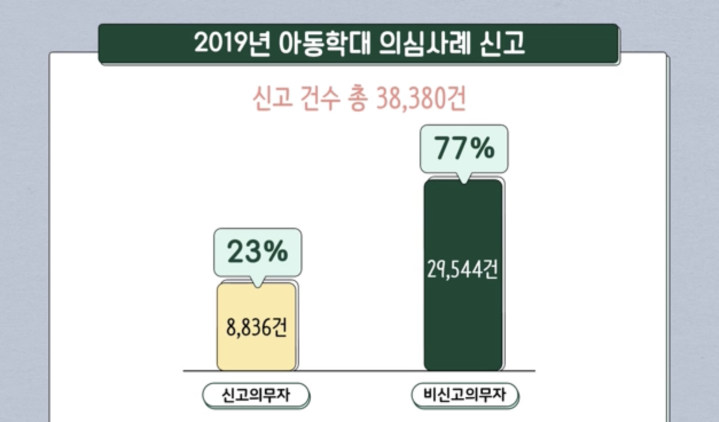 2019년 아동학대 의심사례 신고
신고 건수 총 38,380건
77%
23%
29,544건
8,836건
신고의무자
비신고의무자